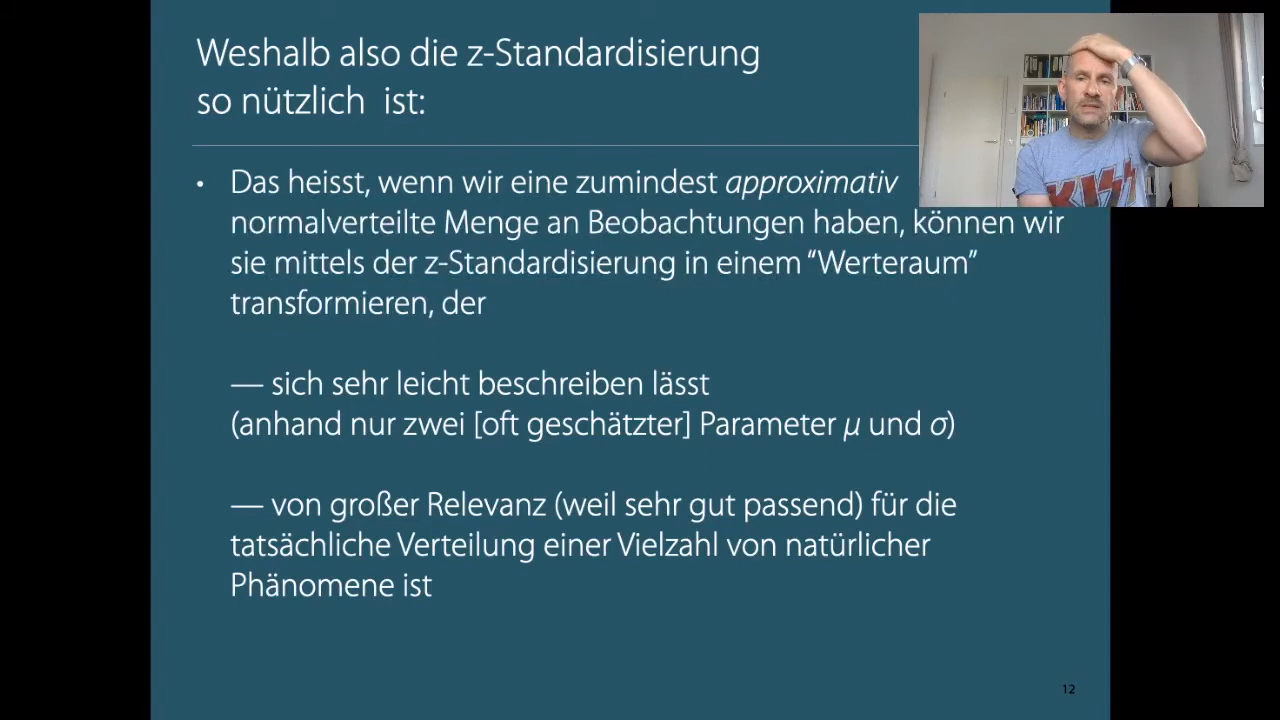 Weshalb also die z-Standardisierung
so nützlich ist:
• Das heisst, wenn wir eine zumindest approximativ
normalverteilte Menge an Beobachtungen haben, können wir
sie mittels der z-Standardisierung in einem “Werteraum”
transformieren, der
— sich sehr leicht beschreiben lässt
(anhand nur zwei [oft geschätzter] Parameter μ und σ)
— von großer Relevanz (weil sehr gut passend) für die
tatsächliche Verteilung einer Vielzahl von natürlicher
Phänomene ist
12
KISS